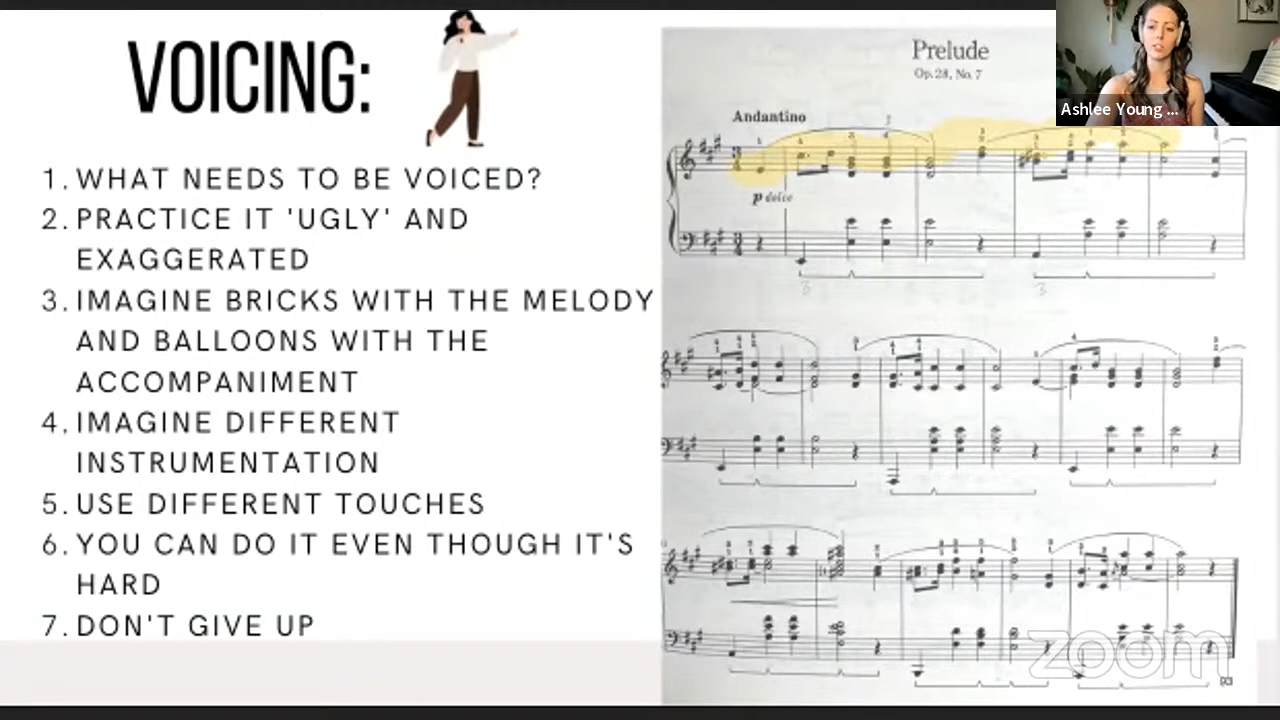 VOICING:
1. WHAT NEEDS TO BE VOICED?
2. PRACTICE IT 'UGLY' AND
EXAGGERATED
3. IMAGINE BRICKS WITH THE MELODY
AND BALLOONS WITH THE
ACCOMPANIMENT
4. IMAGINE DIFFERENT
INSTRUMENTATION
5. USE DIFFERENT TOUCHES
6. YOU CAN DO IT EVEN THOUGH IT'S
HARD
7. DON'T GIVE UP
Prelude
Op. 28, No. 7
Andantino
p dolce
Ashlee Young ...
zoom
93